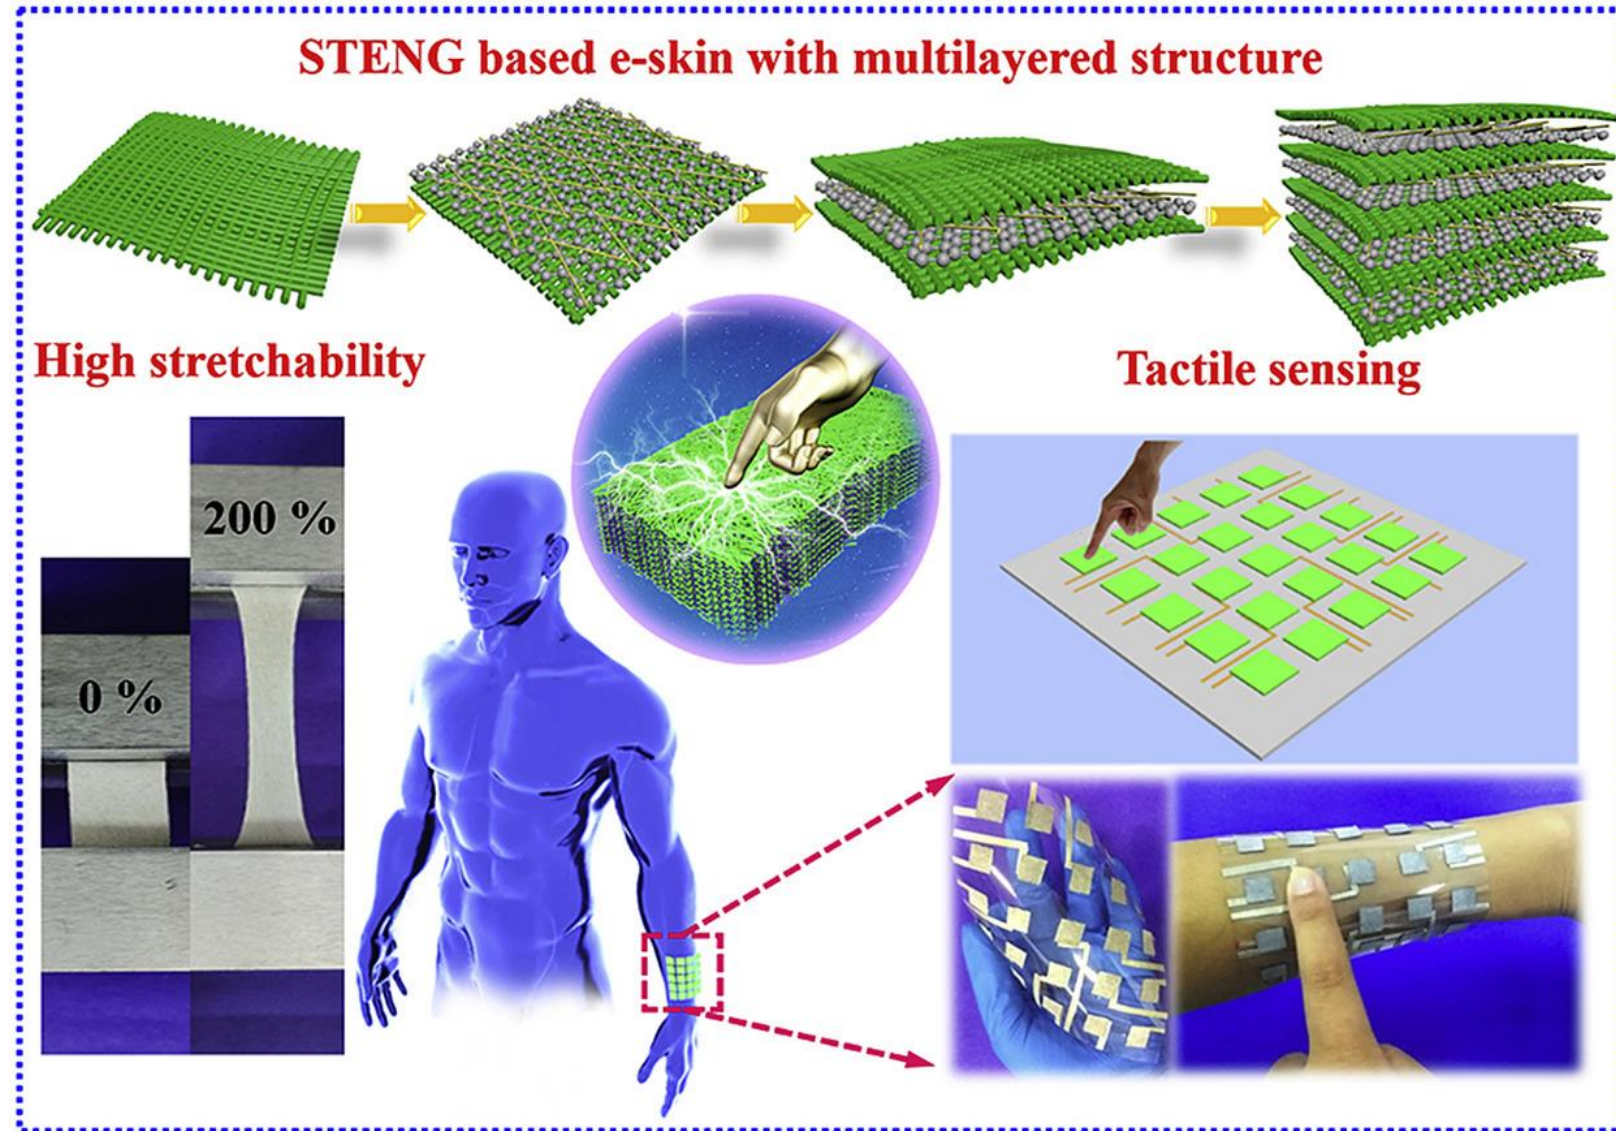 STENG based e-skin with multilayered structure
High stretchability
Tactile sensing
200 %
0 %